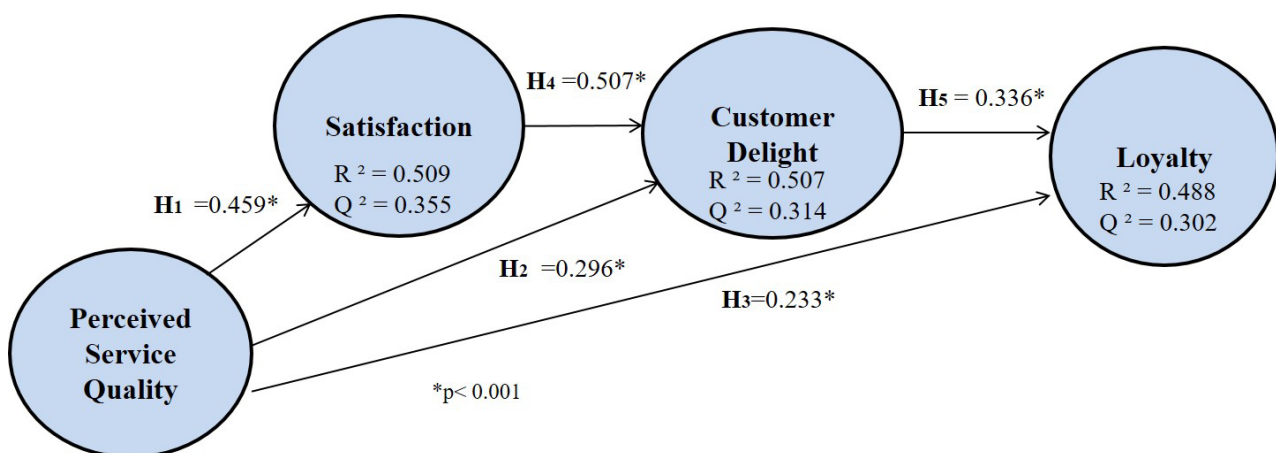 H4 =0.507*
H5 = 0.336*
Satisfaction
R ² = 0.509
Q ² = 0.355
Customer
Delight
R ² = 0.507
Q ² = 0.314
Loyalty
R ² = 0.488
Q ² = 0.302
H1 =0.459*
H2 =0.296*
H3=0.233*
Perceived
Service
Quality
*p< 0.001